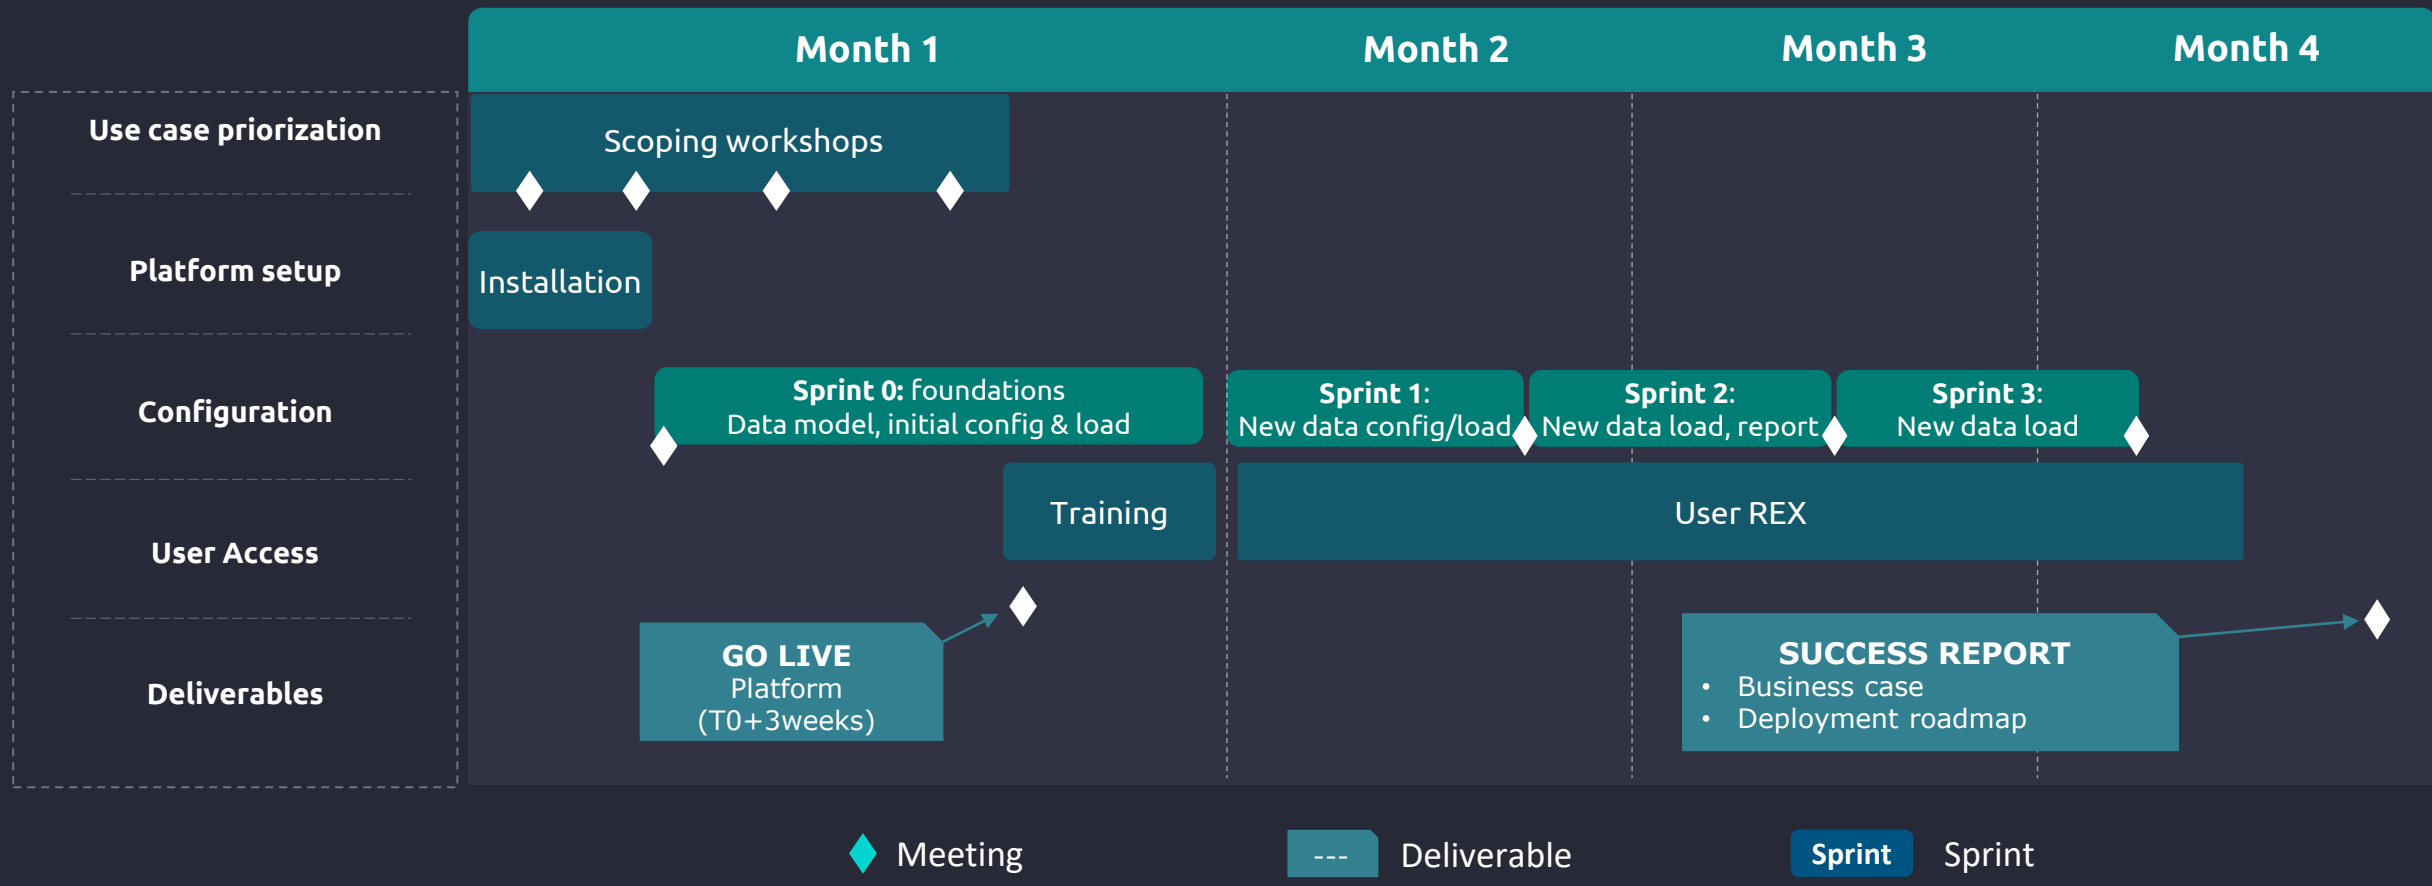 Month 1
Month 2
Month 3
Month 4
Use case priorization
Scoping workshops
Platform setup
Installation
Configuration
Sprint 0: foundations
Data model, initial config & load
Sprint 1:
New data config/load
Sprint 2:
New data load, report
Sprint 3:
New data load
User Access
Training
User REX
Deliverables
GO LIVE
Platform
(T0+3weeks)
SUCCESS REPORT
• Business case
• Deployment roadmap
Meeting
---
Deliverable
Sprint
Sprint